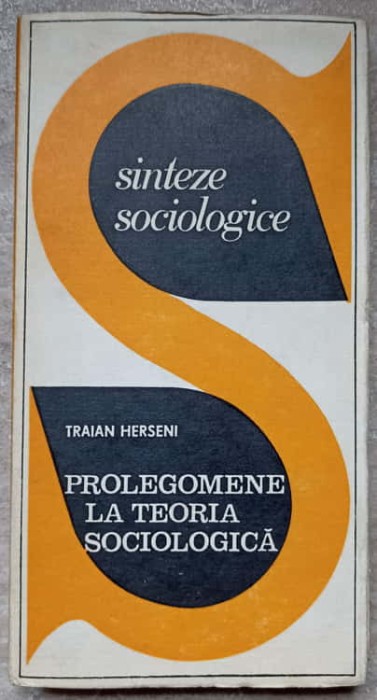 sinteze
sociologice
TRAIAN HERSENI
PROLEGOMENE
LA TEORIA
SOCIOLOGICĂ